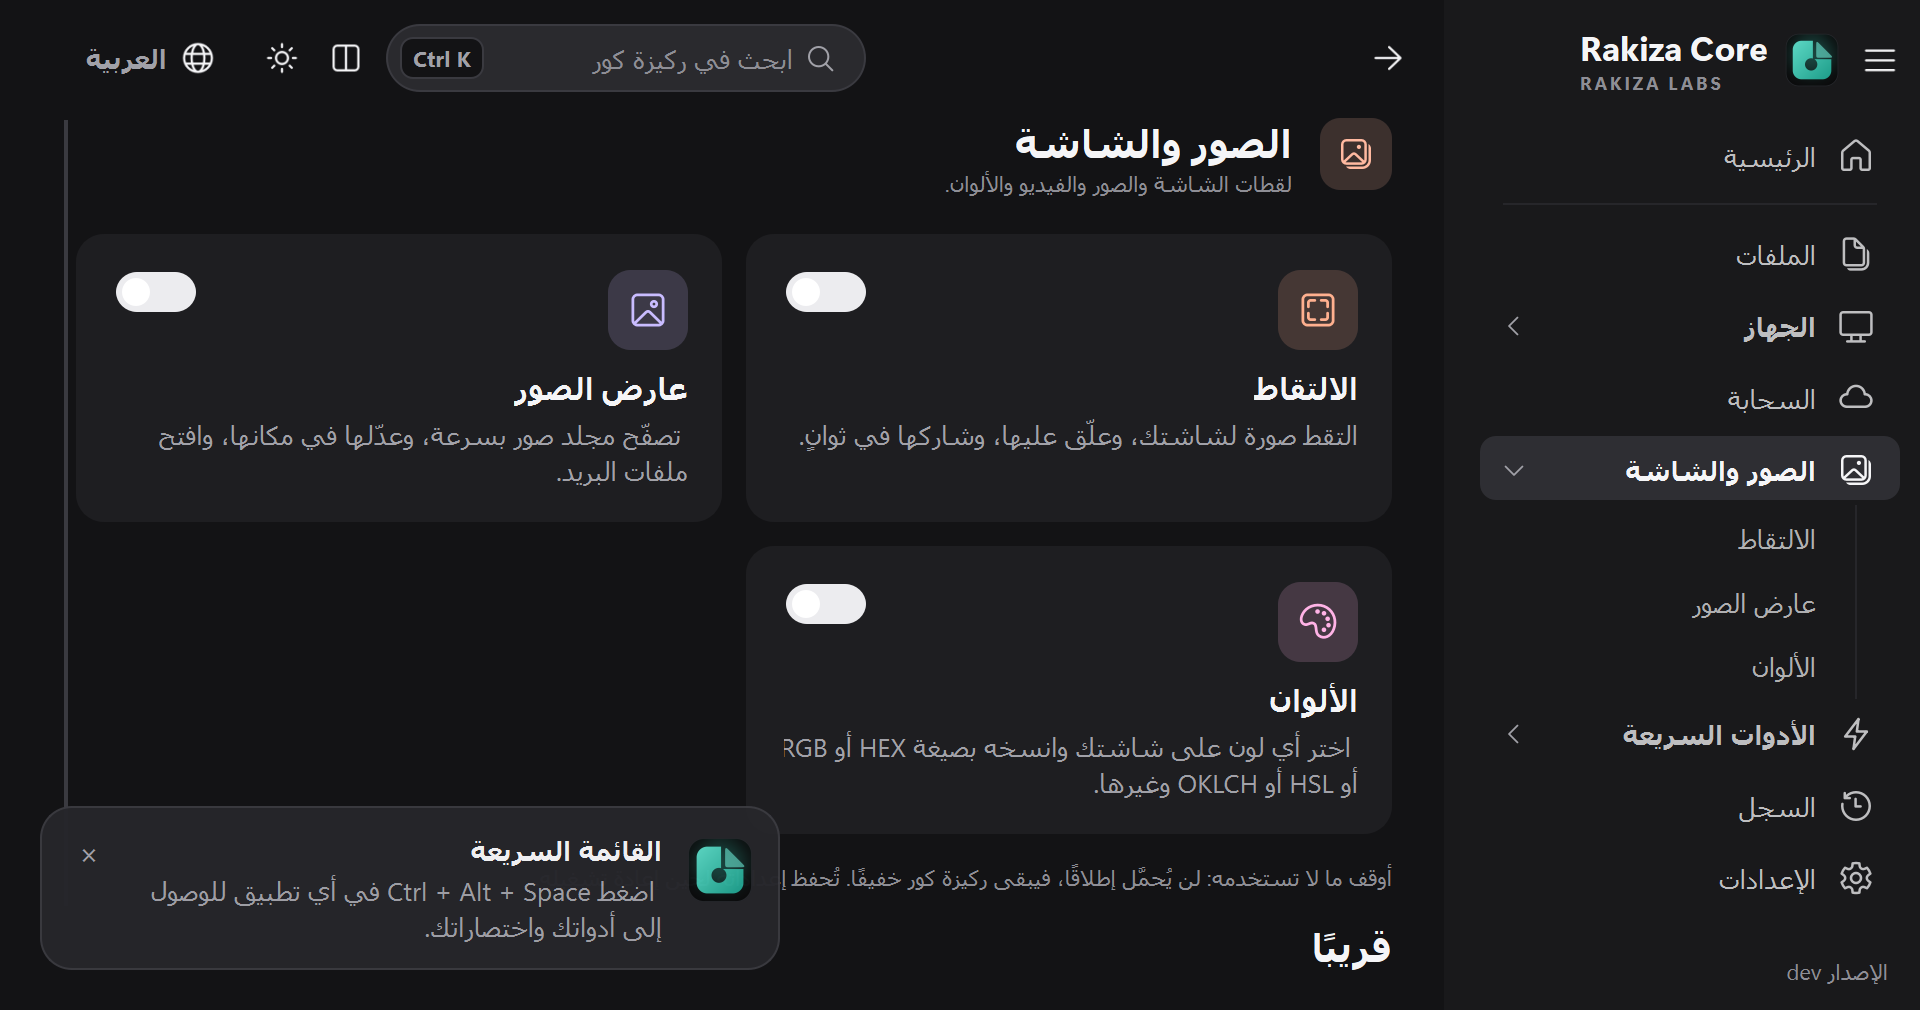 Rakiza Core
RAKIZA LABS
الرئيسية
الملفات
الجهاز
السحابة
الصور والشاشة
الالتقاط
عارض الصور
الألوان
الأدوات السريعة
السجل
الإعدادات
الإصدار dev
ابحث في ركيزة كور
Ctrl K
العربية
الصور والشاشة
لقطات الشاشة والصور والفيديو والألوان.
الالتقاط
التقط صورة لشاشتك، وعلّق عليها، وشاركها في ثوانٍ.
عارض الصور
تصفّح مجلد صور بسرعة، وعدّلها في مكانها، وافتح
ملفات البريد.
الألوان
اختر أي لون على شاشتك وانسخه بصيغة HEX أو RGB
أو HSL أو OKLCH وغيرها.
أوقف ما لا تستخدمه: لن يُحمَّل إطلاقًا، فيبقى ركيزة كور خفيفًا. تُحفظ
قريبًا
القائمة السريعة
اضغط Ctrl + Alt + Space في أي تطبيق للوصول
إلى أدواتك واختصاراتك.